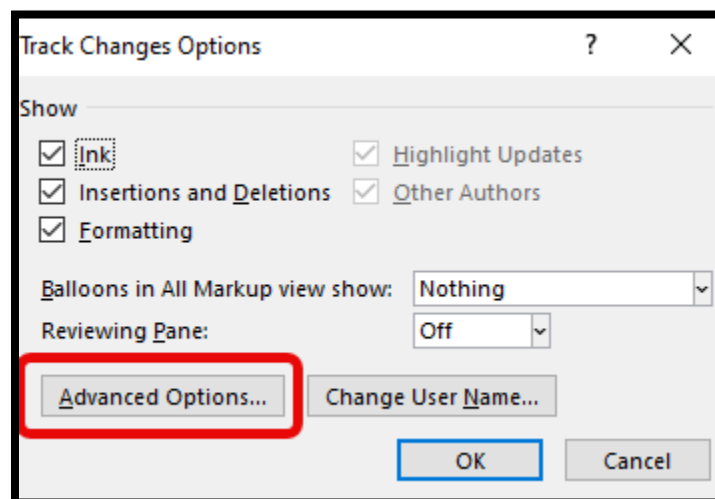 Track Changes Options ?
Show
Ink Highlight Updates
Insertions and Deletions Other Authors
Formatting
Balloons in All Markup view show: Nothing
Reviewing Pane: Off
Advanced Options... Change User Name...
OK Cancel